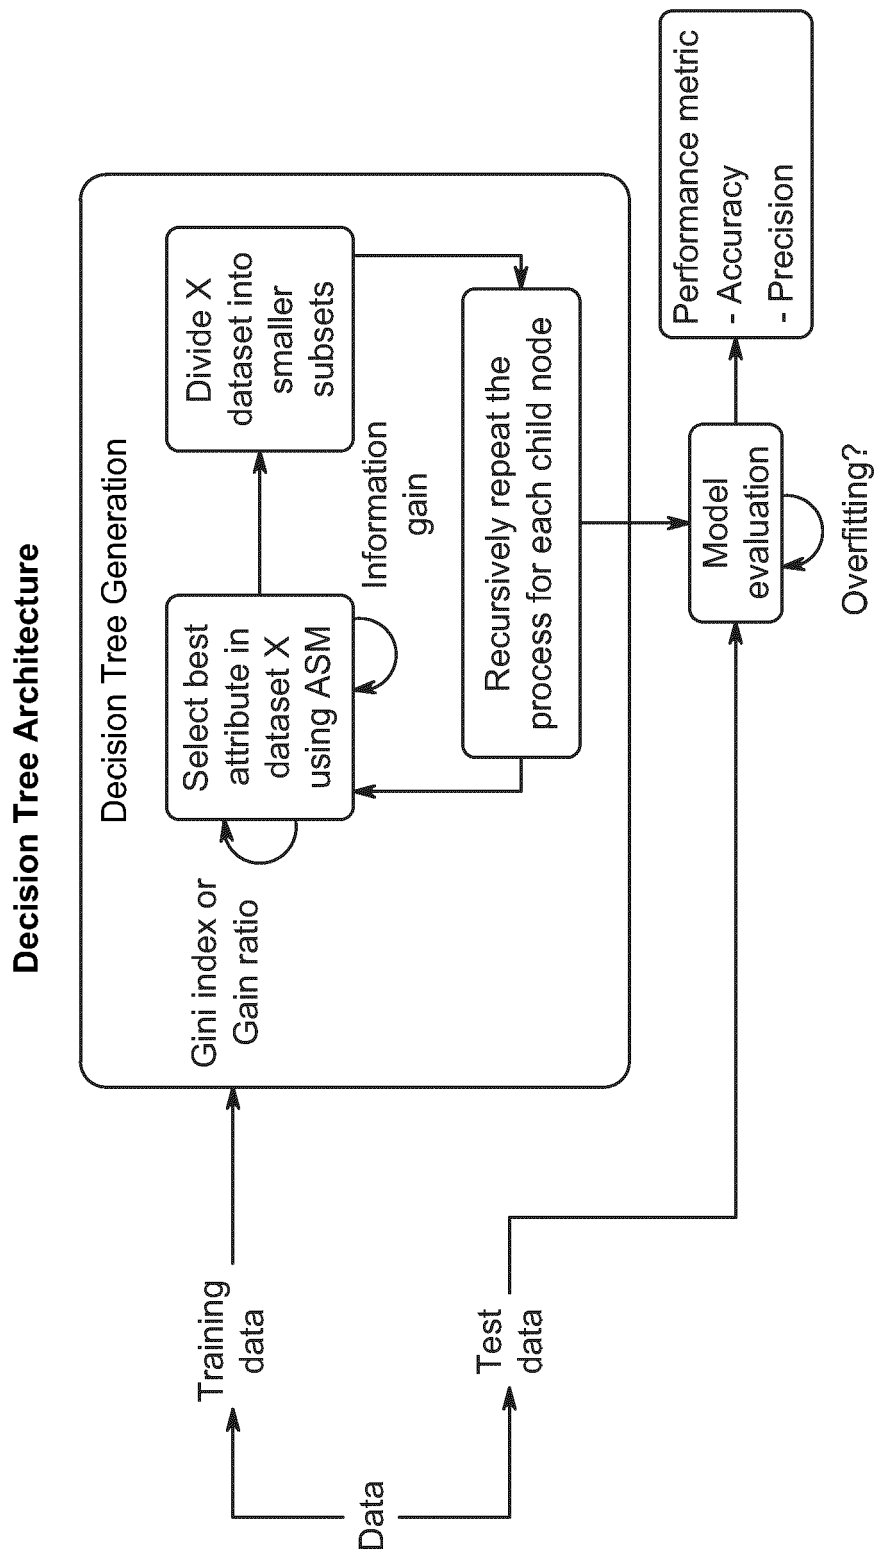 Decision Tree Architecture
Data
Training
data
Test
data
Decision Tree Generation
Gini index or
Gain ratio
Select best
attribute in
dataset X
using ASM
Information
gain
Divide X
dataset into
smaller
subsets
Recursively repeat the
process for each child node
Model
evaluation
Overfitting?
Performance metric
- Accuracy
- Precision